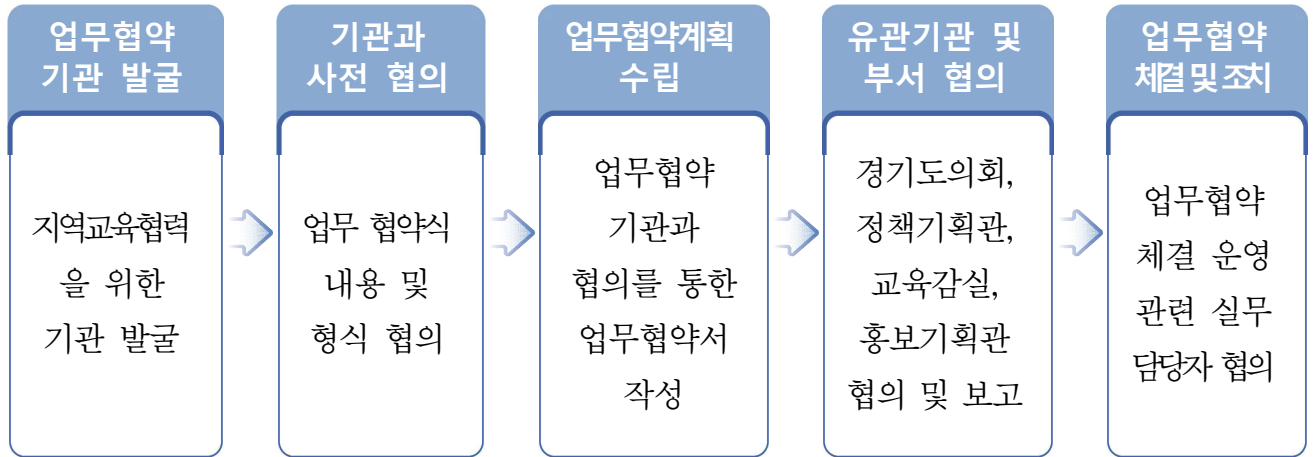 업무협약
기관 발굴
지역교육협력
을 위한
기관 발굴
기관과
사전 협의
업무 협약식
내용 및
형식 협의
업무협약계획
수립
업무협약
기관과
협의를 통한
업무협약서
작성
유관기관 및
부서 협의
경기도의회,
정책기획관,
교육감실,
홍보기획관
협의 및 보고
업무협약
체결 및 조치
업무협약
체결 운영
관련 실무
담당자 협의